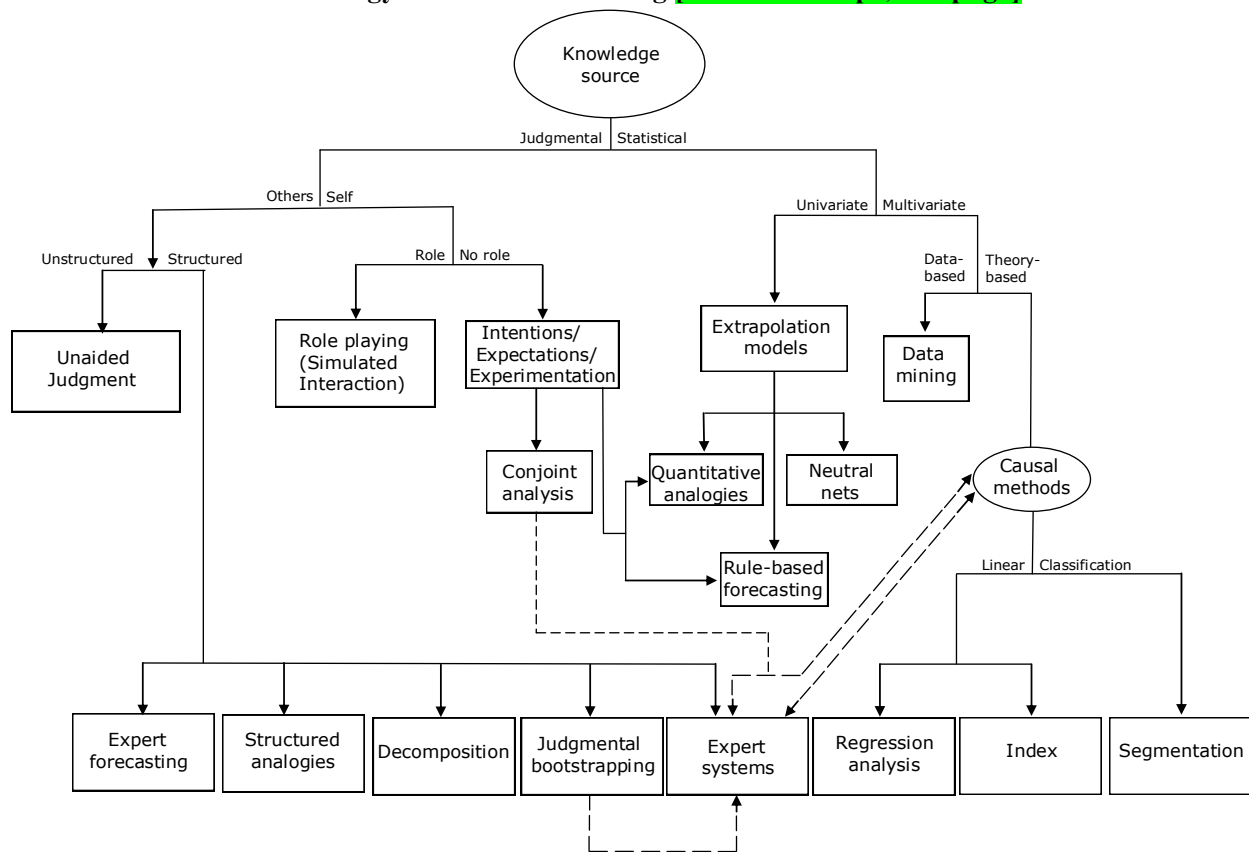 Knowledge
source
Judgmental Statistical
Others Self
Univariate Multivariate
Unstructured Structured
Role No role
Data-
based
Theory-
based
Unaided
Judgment
Role playing
(Simulated
Interaction)
Intentions/
Expectations/
Experimentation
Extrapolation
models
Data
mining
Conjoint
analysis
Quantitative
analogies
Neutral
nets
Causal
methods
Rule-based
forecasting
Linear Classification
Expert
forecasting
Structured
analogies
Decomposition
Judgmental
bootstrapping
Expert
systems
Regression
analysis
Index
Segmentation